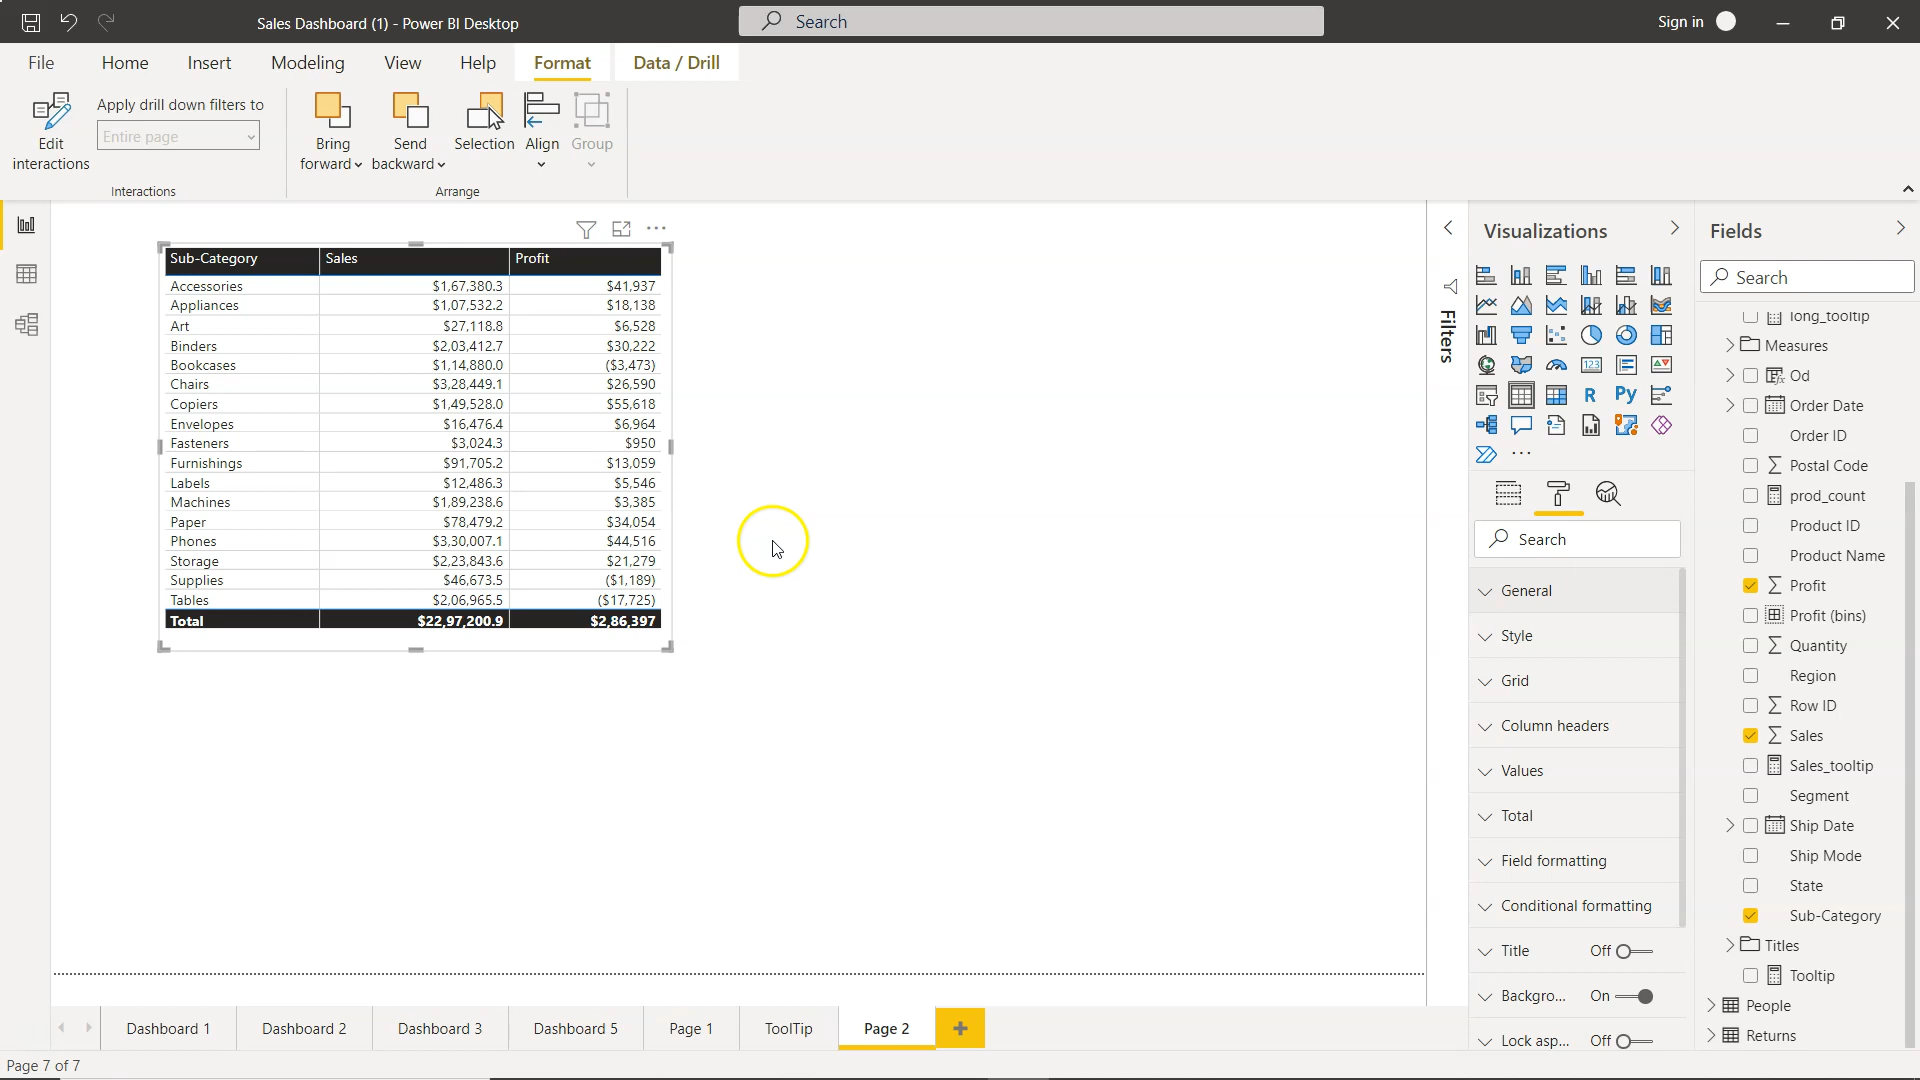 Sales Dashboard (1) - Power BI Desktop
Search
Sign in
File Home Insert Modeling View Help Format Data / Drill
Edit interactions
Apply drill down filters to
Entire page
Bring forward
Send backward
Selection
Align
Group
Interactions
Arrange
Sub-Category Sales Profit
Accessories $1,67,380.3 $41,937
Appliances $1,07,532.2 $18,138
Art $27,118.8 $6,528
Binders $2,03,412.7 $30,222
Bookcases $1,14,880.0 ($3,473)
Chairs $3,28,449.1 $26,590
Copiers $1,49,528.0 $55,618
Envelopes $16,476.4 $6,964
Fasteners $3,024.3 $950
Furnishings $91,705.2 $13,059
Labels $12,486.3 $5,546
Machines $1,89,238.6 $3,385
Paper $78,479.2 $34,054
Phones $3,30,007.1 $44,516
Storage $2,23,843.6 $21,279
Supplies $46,673.5 ($1,189)
Tables $2,06,965.5 ($17,725)
Total $22,97,200.9 $2,86,397
Filters
Visualizations
123
R
Py
Search
General
Style
Grid
Column headers
Values
Total
Field formatting
Conditional formatting
Title Off
Backgro... On
Lock asp... Off
Fields
Search
long_tooltip
Measures
Od
Order Date
Order ID
Postal Code
prod_count
Product ID
Product Name
Profit
Profit (bins)
Quantity
Region
Row ID
Sales
Sales_tooltip
Segment
Ship Date
Ship Mode
State
Sub-Category
Titles
Tooltip
People
Returns
Dashboard 1 Dashboard 2 Dashboard 3 Dashboard 5 Page 1 ToolTip Page 2
Page 7 of 7